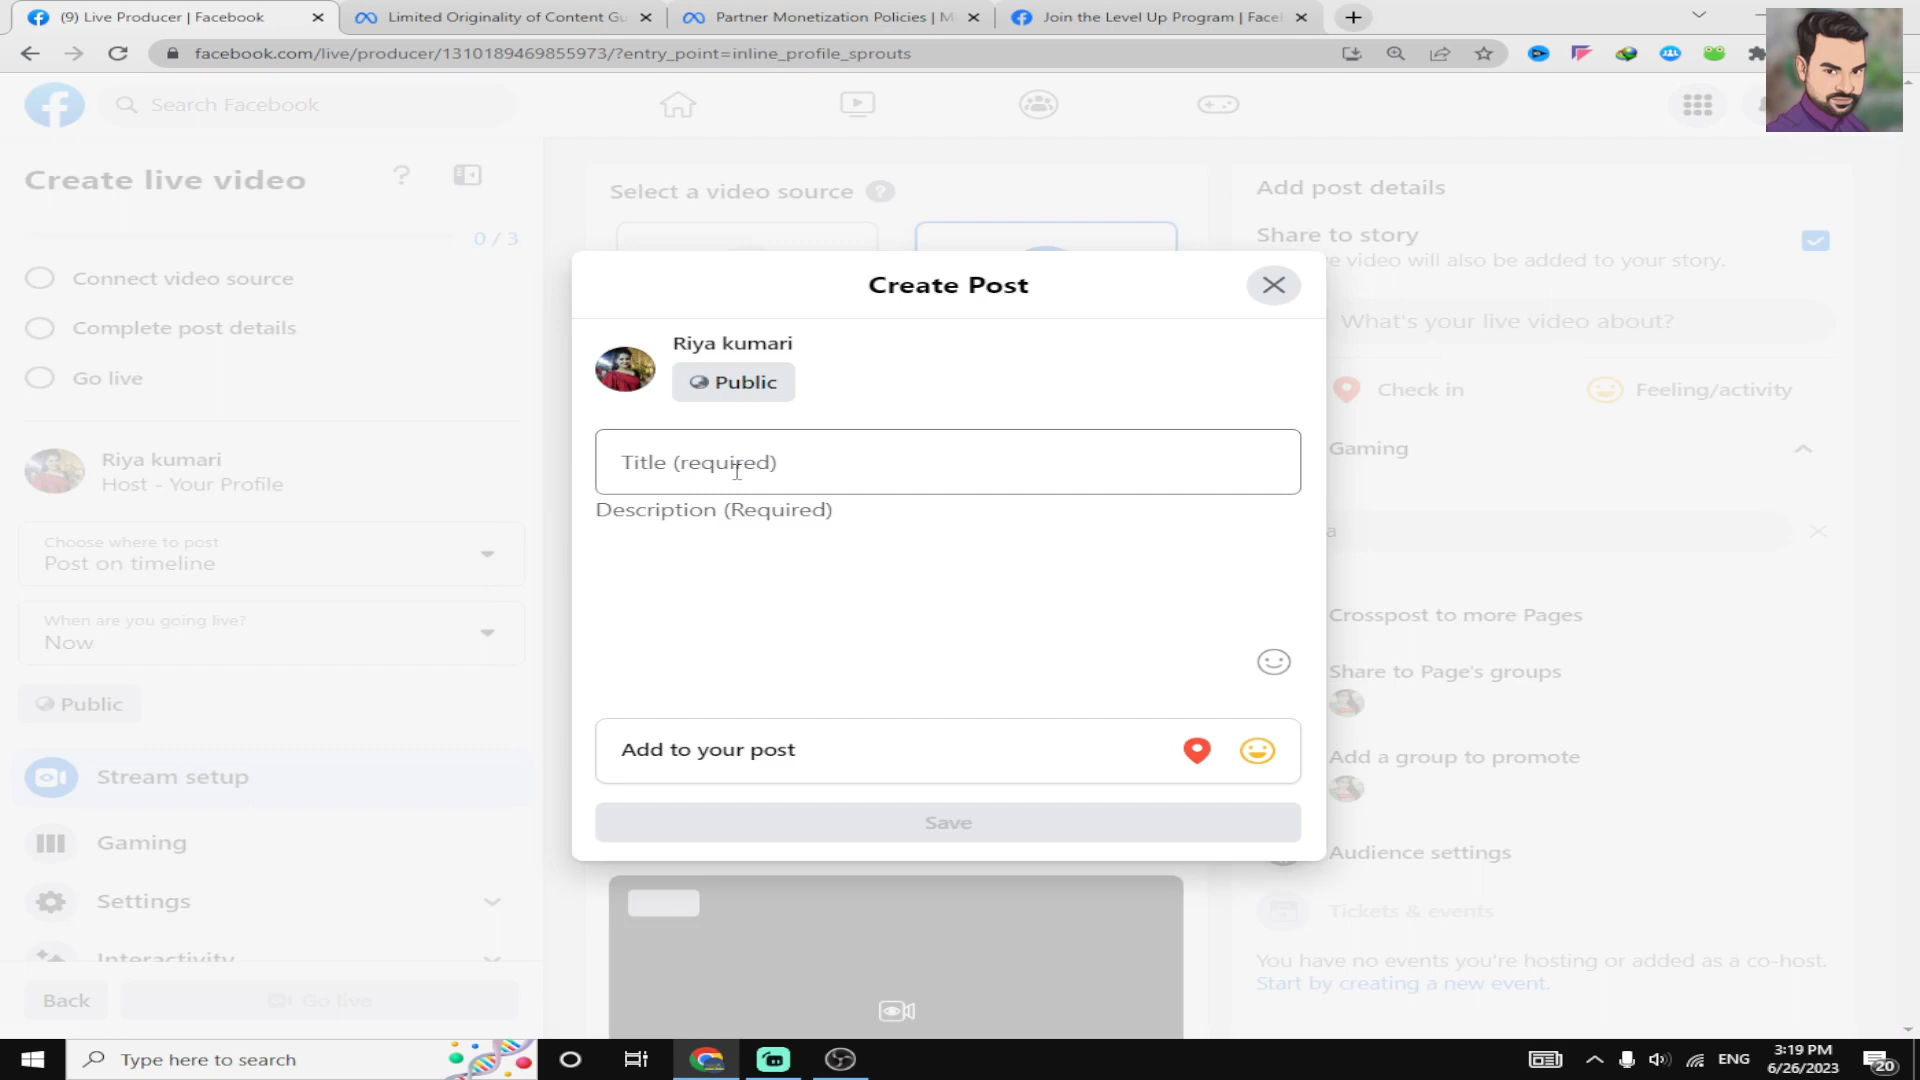 (9) Live Producer | Facebook
Limited Originality of Content Gu
Partner Monetization Policies | M
Join the Level Up Program | Face
facebook.com/live/producer/1310189469855973/?entry_point=inline_profile_sprouts
Search Facebook
Create live video
0 / 3
Connect video source
Complete post details
Go live
Riya kumari
Host - Your Profile
Choose where to post
Post on timeline
When are you going live?
Now
Public
Stream setup
Gaming
Settings
Interactivity
Back
Go live
Select a video source
Create Post
Riya kumari
Public
Title (required)
Description (Required)
Add to your post
Save
Add post details
Share to story
e video will also be added to your story.
What's your live video about?
Check in
Feeling/activity
Gaming
a
Crosspost to more Pages
Share to Page's groups
Add a group to promote
Audience settings
Tickets & events
You have no events you're hosting or added as a co-host.
Start by creating a new event.
Type here to search
ENG
3:19 PM
6/26/2023
20